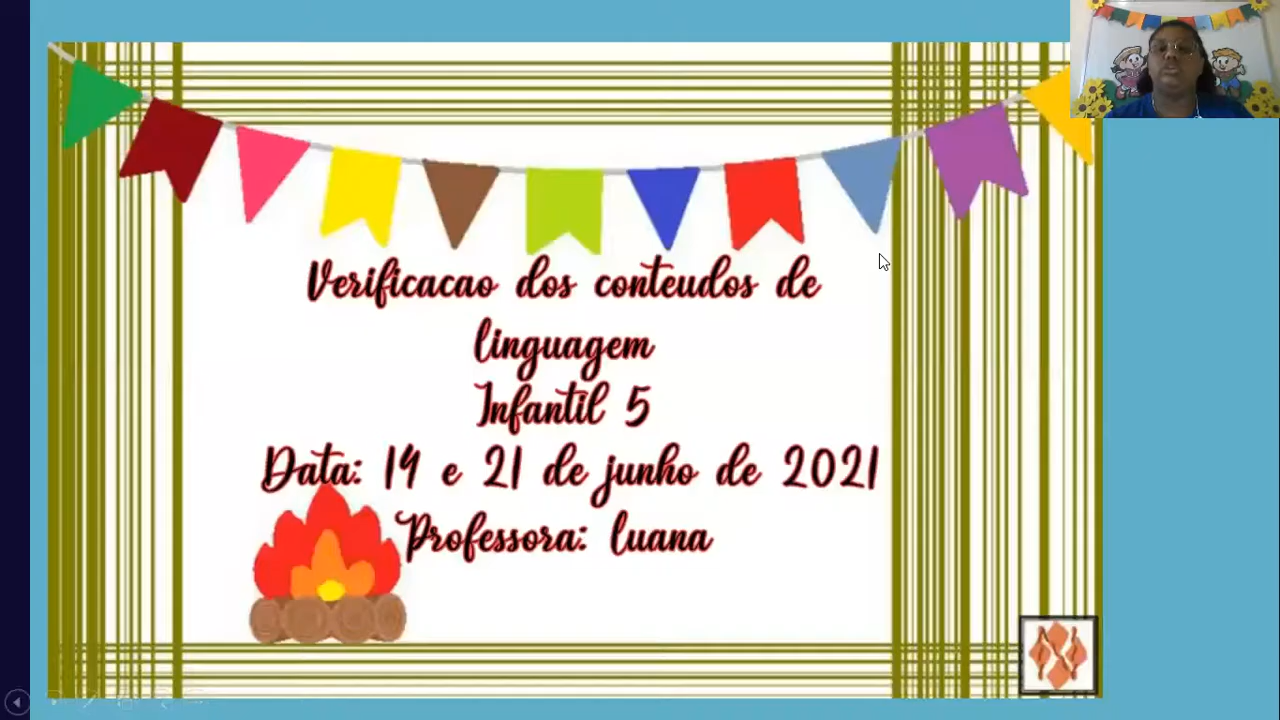 Verificacao dos conteudos de
linguagem
Infantil 5
Data: 14 e 21 de junho de 2021
Professora: Luana